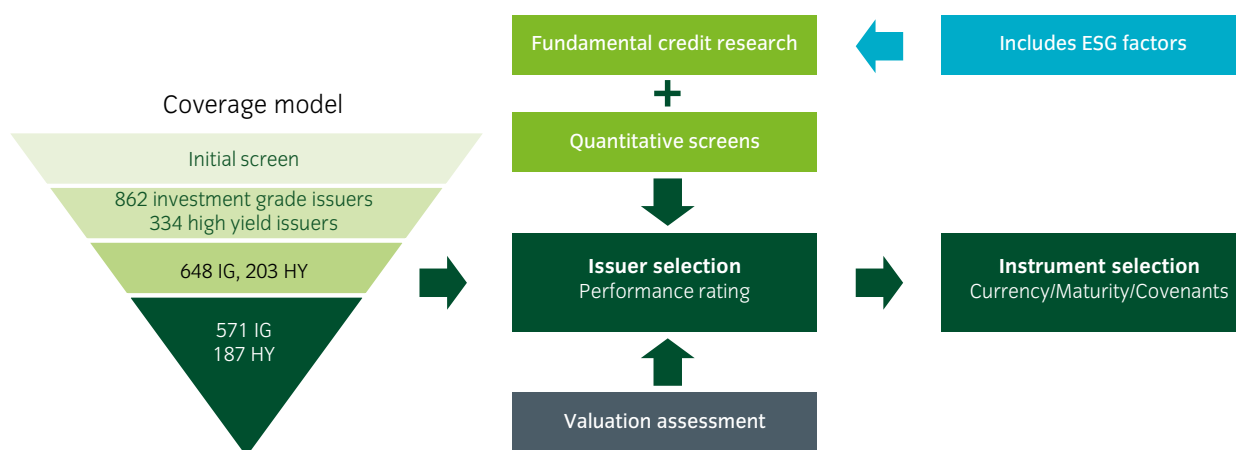 Coverage model
Initial screen
862 investment grade issuers
334 high yield issuers
648 IG, 203 HY
571 IG
187 HY
Fundamental credit research
+
Quantitative screens
Issuer selection
Performance rating
Valuation assessment
Includes ESG factors
Instrument selection
Currency/Maturity/Covenants